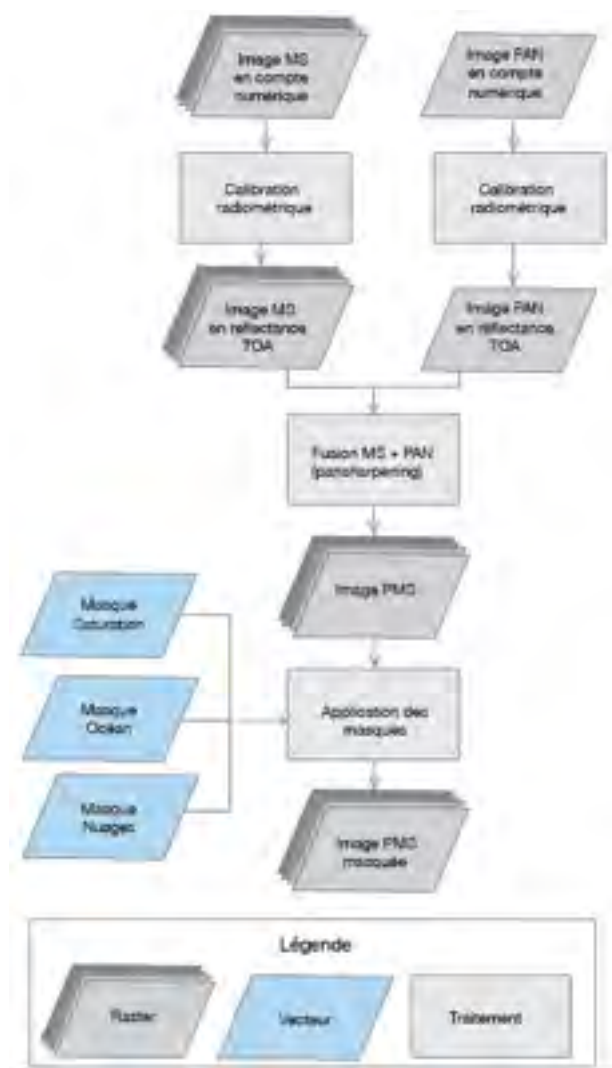 Image MS
en compte
numérique
Image PAN
en compte
numérique
Calibration
radiométrique
Calibration
radiométrique
Image MS
en réflectance
TOA
Image PAN
en réflectance
TOA
Fusion MS + PAN
(pansharpening)
Image PMS
Masque
Saturation
Masque
Océan
Application des
masques
Masque
Nuages
Image PMS
masquée
Légende
Raster
Vecteur
Traitement